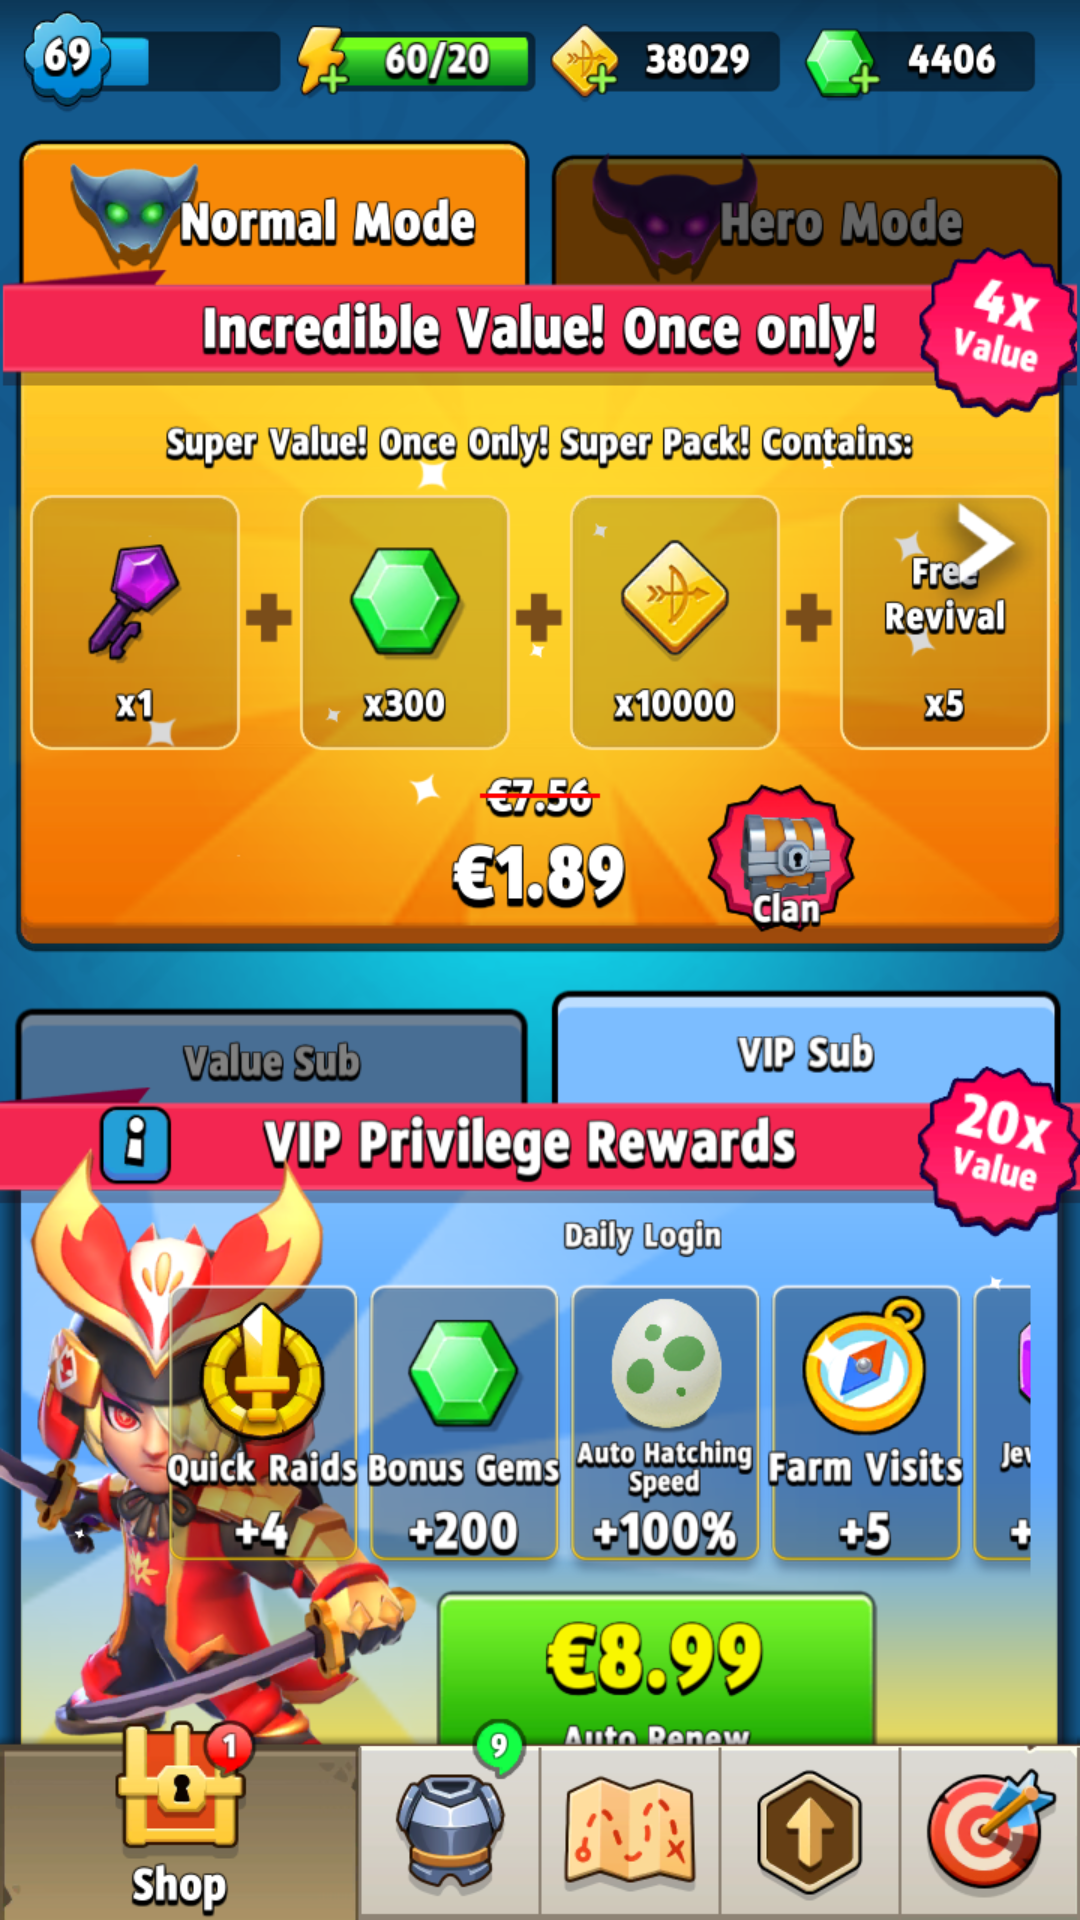 69
60/20
38029
4406
Normal Mode
Hero Mode
Incredible Value! Once only!
4x
Value
Super Value! Once Only! Super Pack! Contains:
x1
x300
x10000
Free
Revival
x5
€7.56
€1.89
Clan
Value Sub
VIP Sub
VIP Privilege Rewards
20x
Value
Daily Login
Quick Raids
+4
Bonus Gems
+200
Auto Hatching
Speed
+100%
Farm Visits
+5
+
€8.99
Auto Renew
1
9
Shop